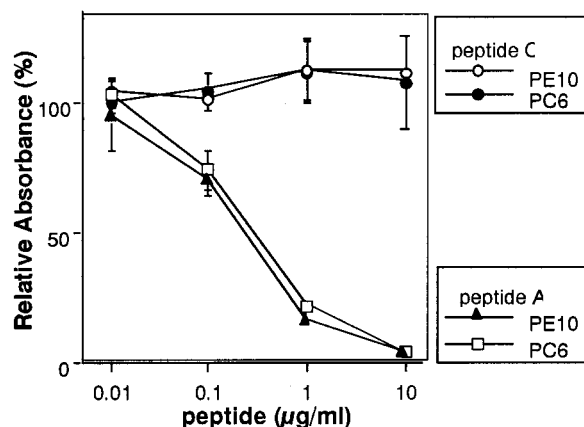 Relative Absorbance (%)
100
50
0
0.01 0.1 1 10
peptide (µg/ml)
peptide C
PE10
PC6
peptide A
PE10
PC6